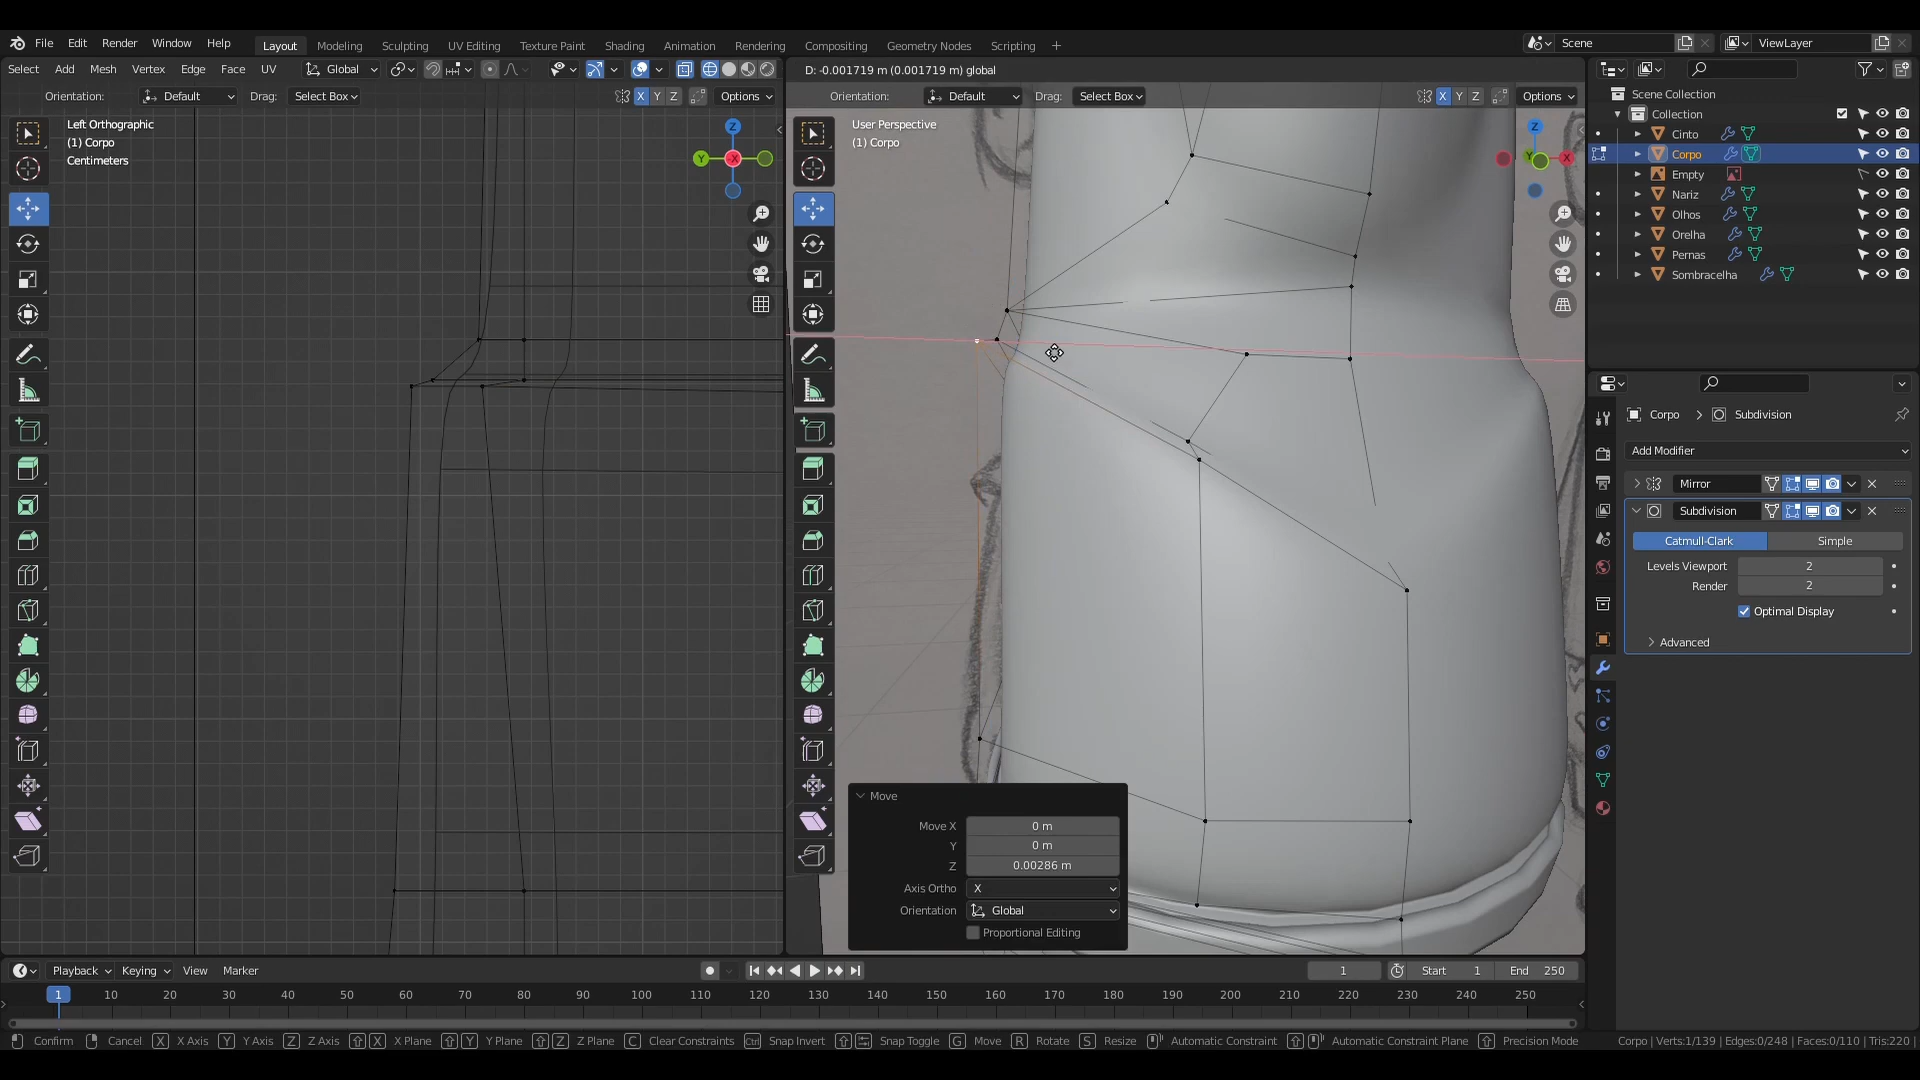 File Edit Render Window Help Layout Modeling Sculpting UV Editing Texture Paint Shading Animation Rendering Compositing Geometry Nodes Scripting + Scene ViewLayer
Select Add Mesh Vertex Edge Face UV Global D: -0.001719 m (0.001719 m) global
Orientation: Default Drag: Select Box X Y Z Options Orientation: Default Drag: Select Box X Y Z Options
Left Orthographic
(1) Corpo
Centimeters
Z
Y
X
User Perspective
(1) Corpo
Z
Y
X
Scene Collection
Collection
Cinto
Corpo
Empty
Nariz
Olhos
Orelha
Pernas
Sombracelha
Corpo > Subdivision
Add Modifier
Mirror
Subdivision
Catmull-Clark Simple
Levels Viewport 2
Render 2
Optimal Display
Advanced
Move
Move X 0 m
Y 0 m
Z 0.00286 m
Axis Ortho X
Orientation Global
Proportional Editing
Playback Keying View Marker 1 Start 1 End 250
1 10 20 30 40 50 60 70 80 90 100 110 120 130 140 150 160 170 180 190 200 210 220 230 240 250
Confirm Cancel X X Axis Y Y Axis Z Z Axis X X Plane Y Y Plane Z Z Plane C Clear Constraints Ctrl Snap Invert Snap Toggle G Move R Rotate S Resize Automatic Constraint Automatic Constraint Plane Precision Mode Corpo | Verts:1/139 | Edges:0/248 | Faces:0/110 | Tris:220